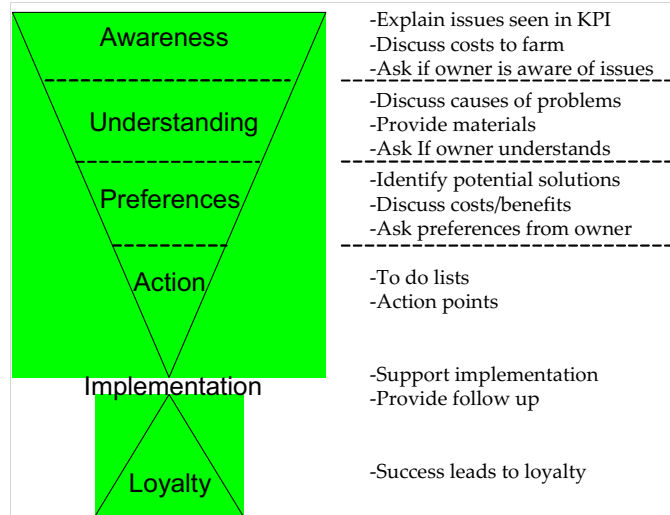 Awareness
-Explain issues seen in KPI
-Discuss costs to farm
-Ask if owner is aware of issues
Understanding
-Discuss causes of problems
-Provide materials
-Ask If owner understands
Preferences
-Identify potential solutions
-Discuss costs/benefits
-Ask preferences from owner
Action
-To do lists
-Action points
Implementation
-Support implementation
-Provide follow up
Loyalty
-Success leads to loyalty